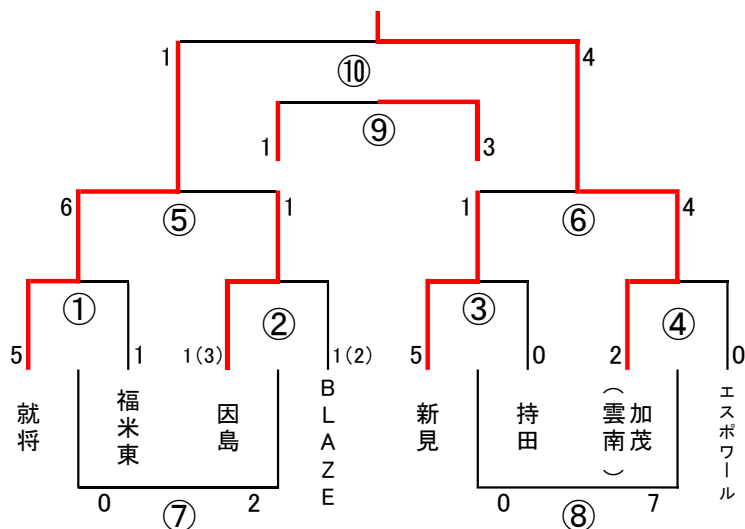 1 4
⑩
⑨
1 3
6 1 1 4
⑤ ⑥
① ② ③ ④
5 1 1(3) 1(2) 5 0 2 0
就将
福米東
因島
BLAZE
新見
持田
加茂
(雲南)
エスポワール
0 2 0 7
⑦ ⑧